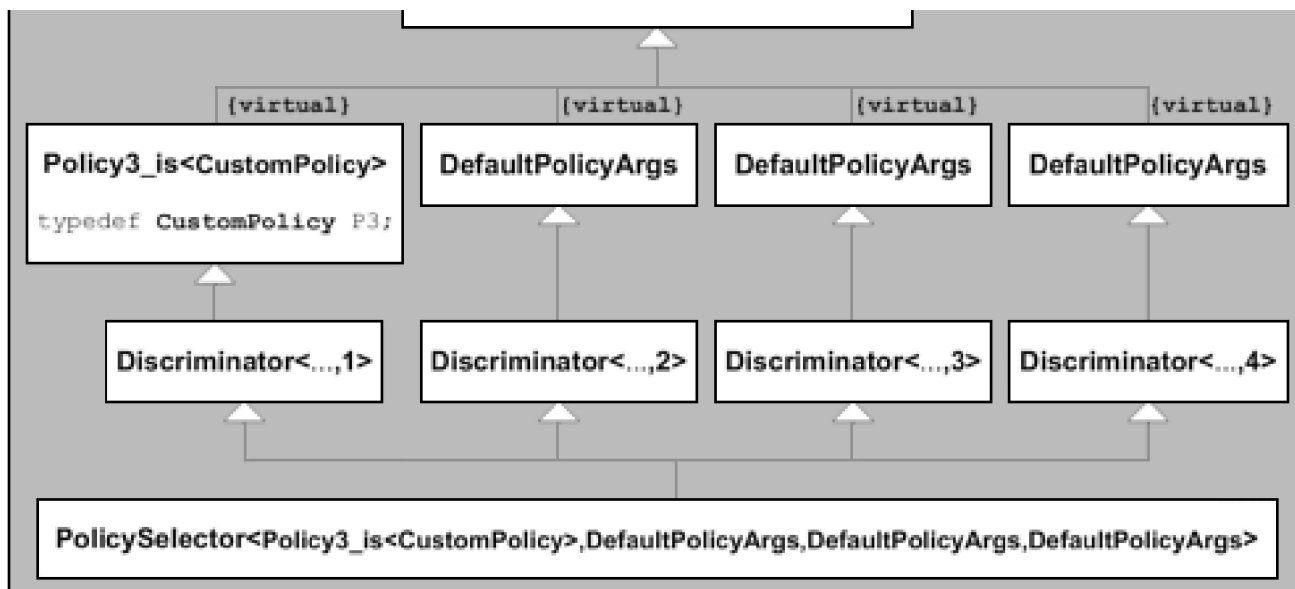 {virtual} {virtual} {virtual} {virtual}
Policy3_is<CustomPolicy> DefaultPolicyArgs DefaultPolicyArgs DefaultPolicyArgs
typedef CustomPolicy P3;
Discriminator<...,1> Discriminator<...,2> Discriminator<...,3> Discriminator<...,4>
PolicySelector<Policy3_is<CustomPolicy>,DefaultPolicyArgs,DefaultPolicyArgs,DefaultPolicyArgs>